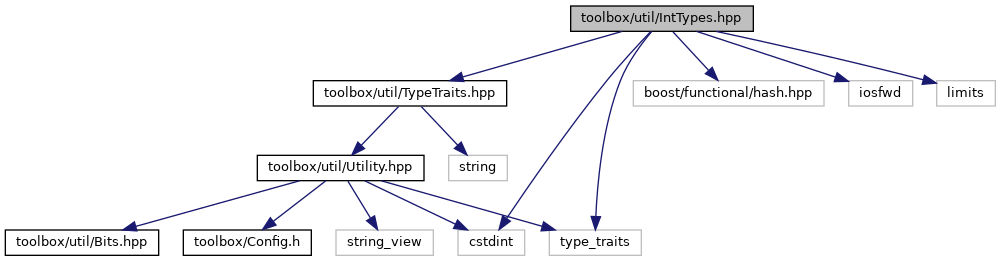 toolbox/util/IntTypes.hpp
toolbox/util/TypeTraits.hpp
boost/functional/hash.hpp
iosfwd
limits
toolbox/util/Utility.hpp
string
toolbox/util/Bits.hpp
toolbox/Config.h
string_view
cstdint
type_traits